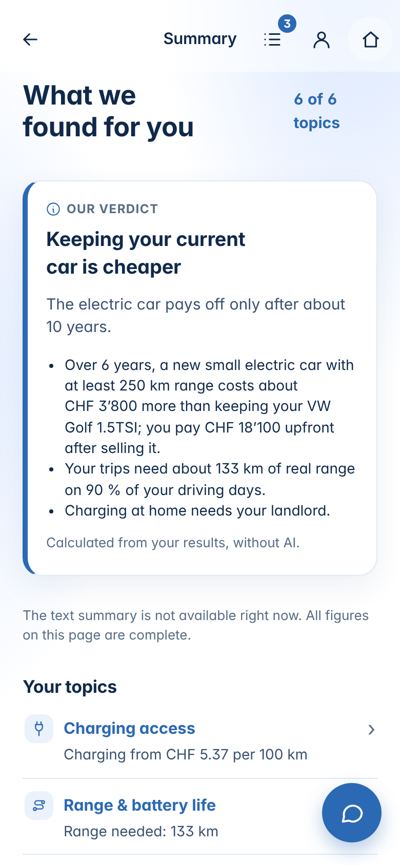 Summary
3
What we
found for you
6 of 6
topics
OUR VERDICT
Keeping your current
car is cheaper
The electric car pays off only after about
10 years.
• Over 6 years, a new small electric car with
at least 250 km range costs about
CHF 3’800 more than keeping your VW
Golf 1.5TSI; you pay CHF 18’100 upfront
after selling it.
• Your trips need about 133 km of real range
on 90 % of your driving days.
• Charging at home needs your landlord.
Calculated from your results, without AI.
The text summary is not available right now. All figures
on this page are complete.
Your topics
Charging access
Charging from CHF 5.37 per 100 km
Range & battery life
Range needed: 133 km